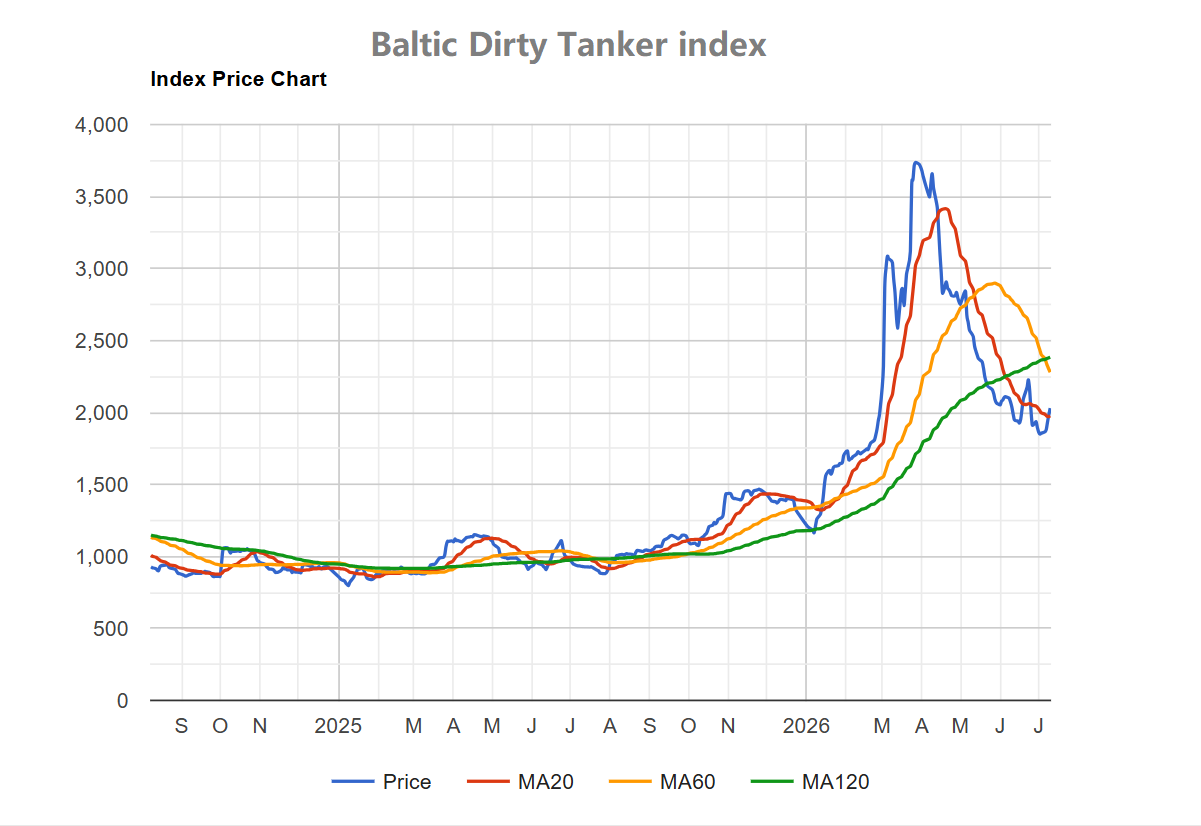 Baltic Dirty Tanker index
Index Price Chart
4,000
3,500
3,000
2,500
2,000
1,500
1,000
500
0
S O N 2025 M A M J J A S O N 2026 M A M J J
Price MA20 MA60 MA120